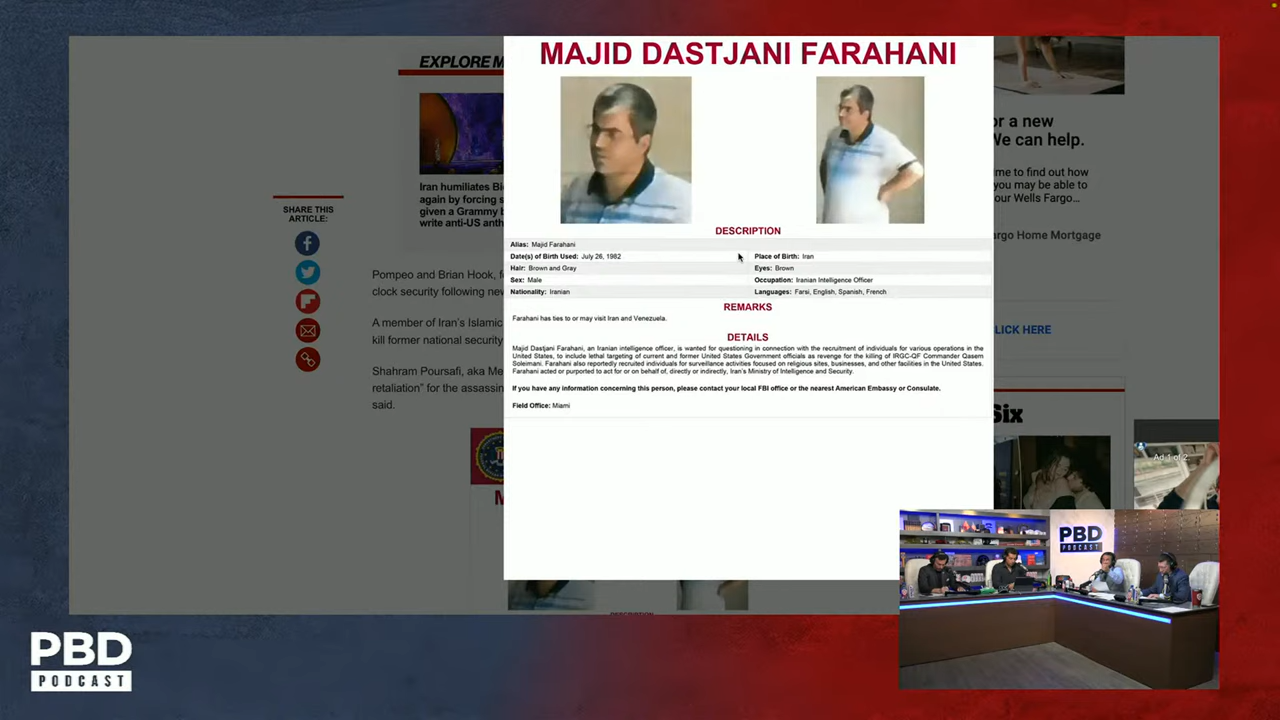 EXPLORE M
MAJID DASTJANI FARAHANI
Iran humiliates Bi
again by forcing s
given a Grammy b
write anti-US anth
SHARE THIS
ARTICLE:
Pompeo and Brian Hook, f
clock security following nev
A member of Iran's Islamic
kill former national security
Shahram Poursafi, aka Me
retaliation" for the assassin
said.
DESCRIPTION
Alias: Majid Farahani
Date(s) of Birth Used: July 26, 1982
Place of Birth: Iran
Hair: Brown and Gray
Eyes: Brown
Sex: Male
Occupation: Iranian Intelligence Officer
Nationality: Iranian
Languages: Farsi, English, Spanish, French
REMARKS
Farahani has ties to or may visit Iran and Venezuela.
DETAILS
Majid Dastjani Farahani, an Iranian intelligence officer, is wanted for questioning in connection with the recruitment of individuals for various operations in the
United States, to include lethal targeting of current and former United States Government officials as revenge for the killing of IRGC-QF Commander Qasem
Soleimani. Farahani also reportedly recruited individuals for surveillance activities focused on religious sites, businesses, and other facilities in the United States.
Farahani acted or purported to act for or on behalf of, directly or indirectly, Iran's Ministry of Intelligence and Security.
If you have any information concerning this person, please contact your local FBI office or the nearest American Embassy or Consulate.
Field Office: Miami
or a new
We can help.
me to find out how
you may be able to
our Wells Fargo...
argo Home Mortgage
LICK HERE
Six
Ad 1 of 2
M
DESCRIPTION
PBD
PODCAST
PBD
PODCAST